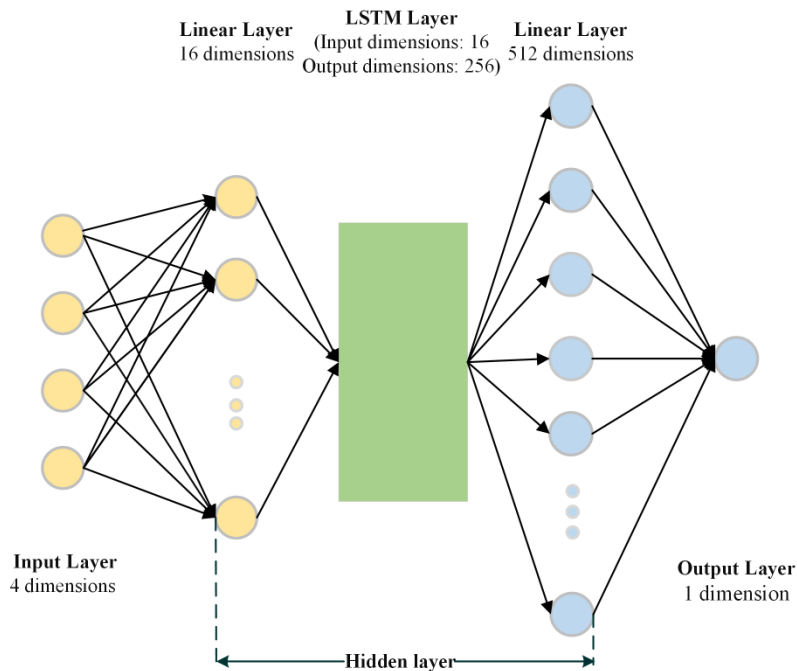 Linear Layer
16 dimensions
LSTM Layer
(Input dimensions: 16
Output dimensions: 256)
Linear Layer
512 dimensions
Input Layer
4 dimensions
Output Layer
1 dimension
Hidden layer